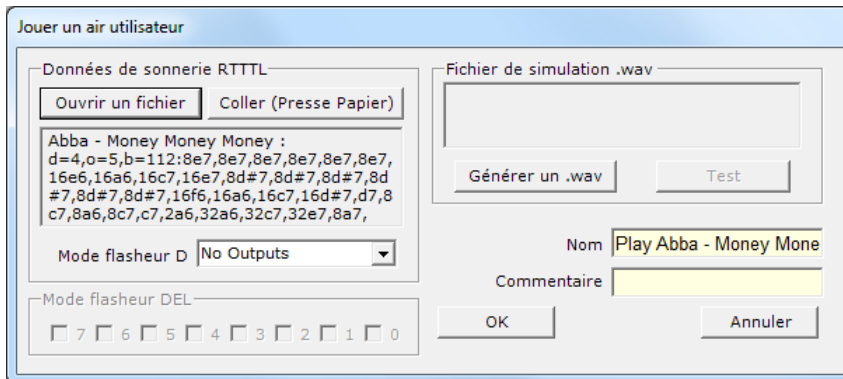 Jouer un air utilisateur
Données de sonnerie RTTTL
Ouvrir un fichier
Coller (Presse Papier)
Abba - Money Money Money :
d=4,o=5,b=112:8e7,8e7,8e7,8e7,8e7,8e7,
16e6,16a6,16c7,16e7,8d#7,8d#7,8d#7,8d
#7,8d#7,8d#7,16f6,16a6,16c7,16d#7,d7,8
c7,8a6,8c7,c7,2a6,32a6,32c7,32e7,8a7,
Mode flasheur D
No Outputs
Mode flasheur DEL
7 6 5 4 3 2 1 0
Fichier de simulation .wav
Générer un .wav
Test
Nom
Play Abba - Money Mone
Commentaire
OK
Annuler